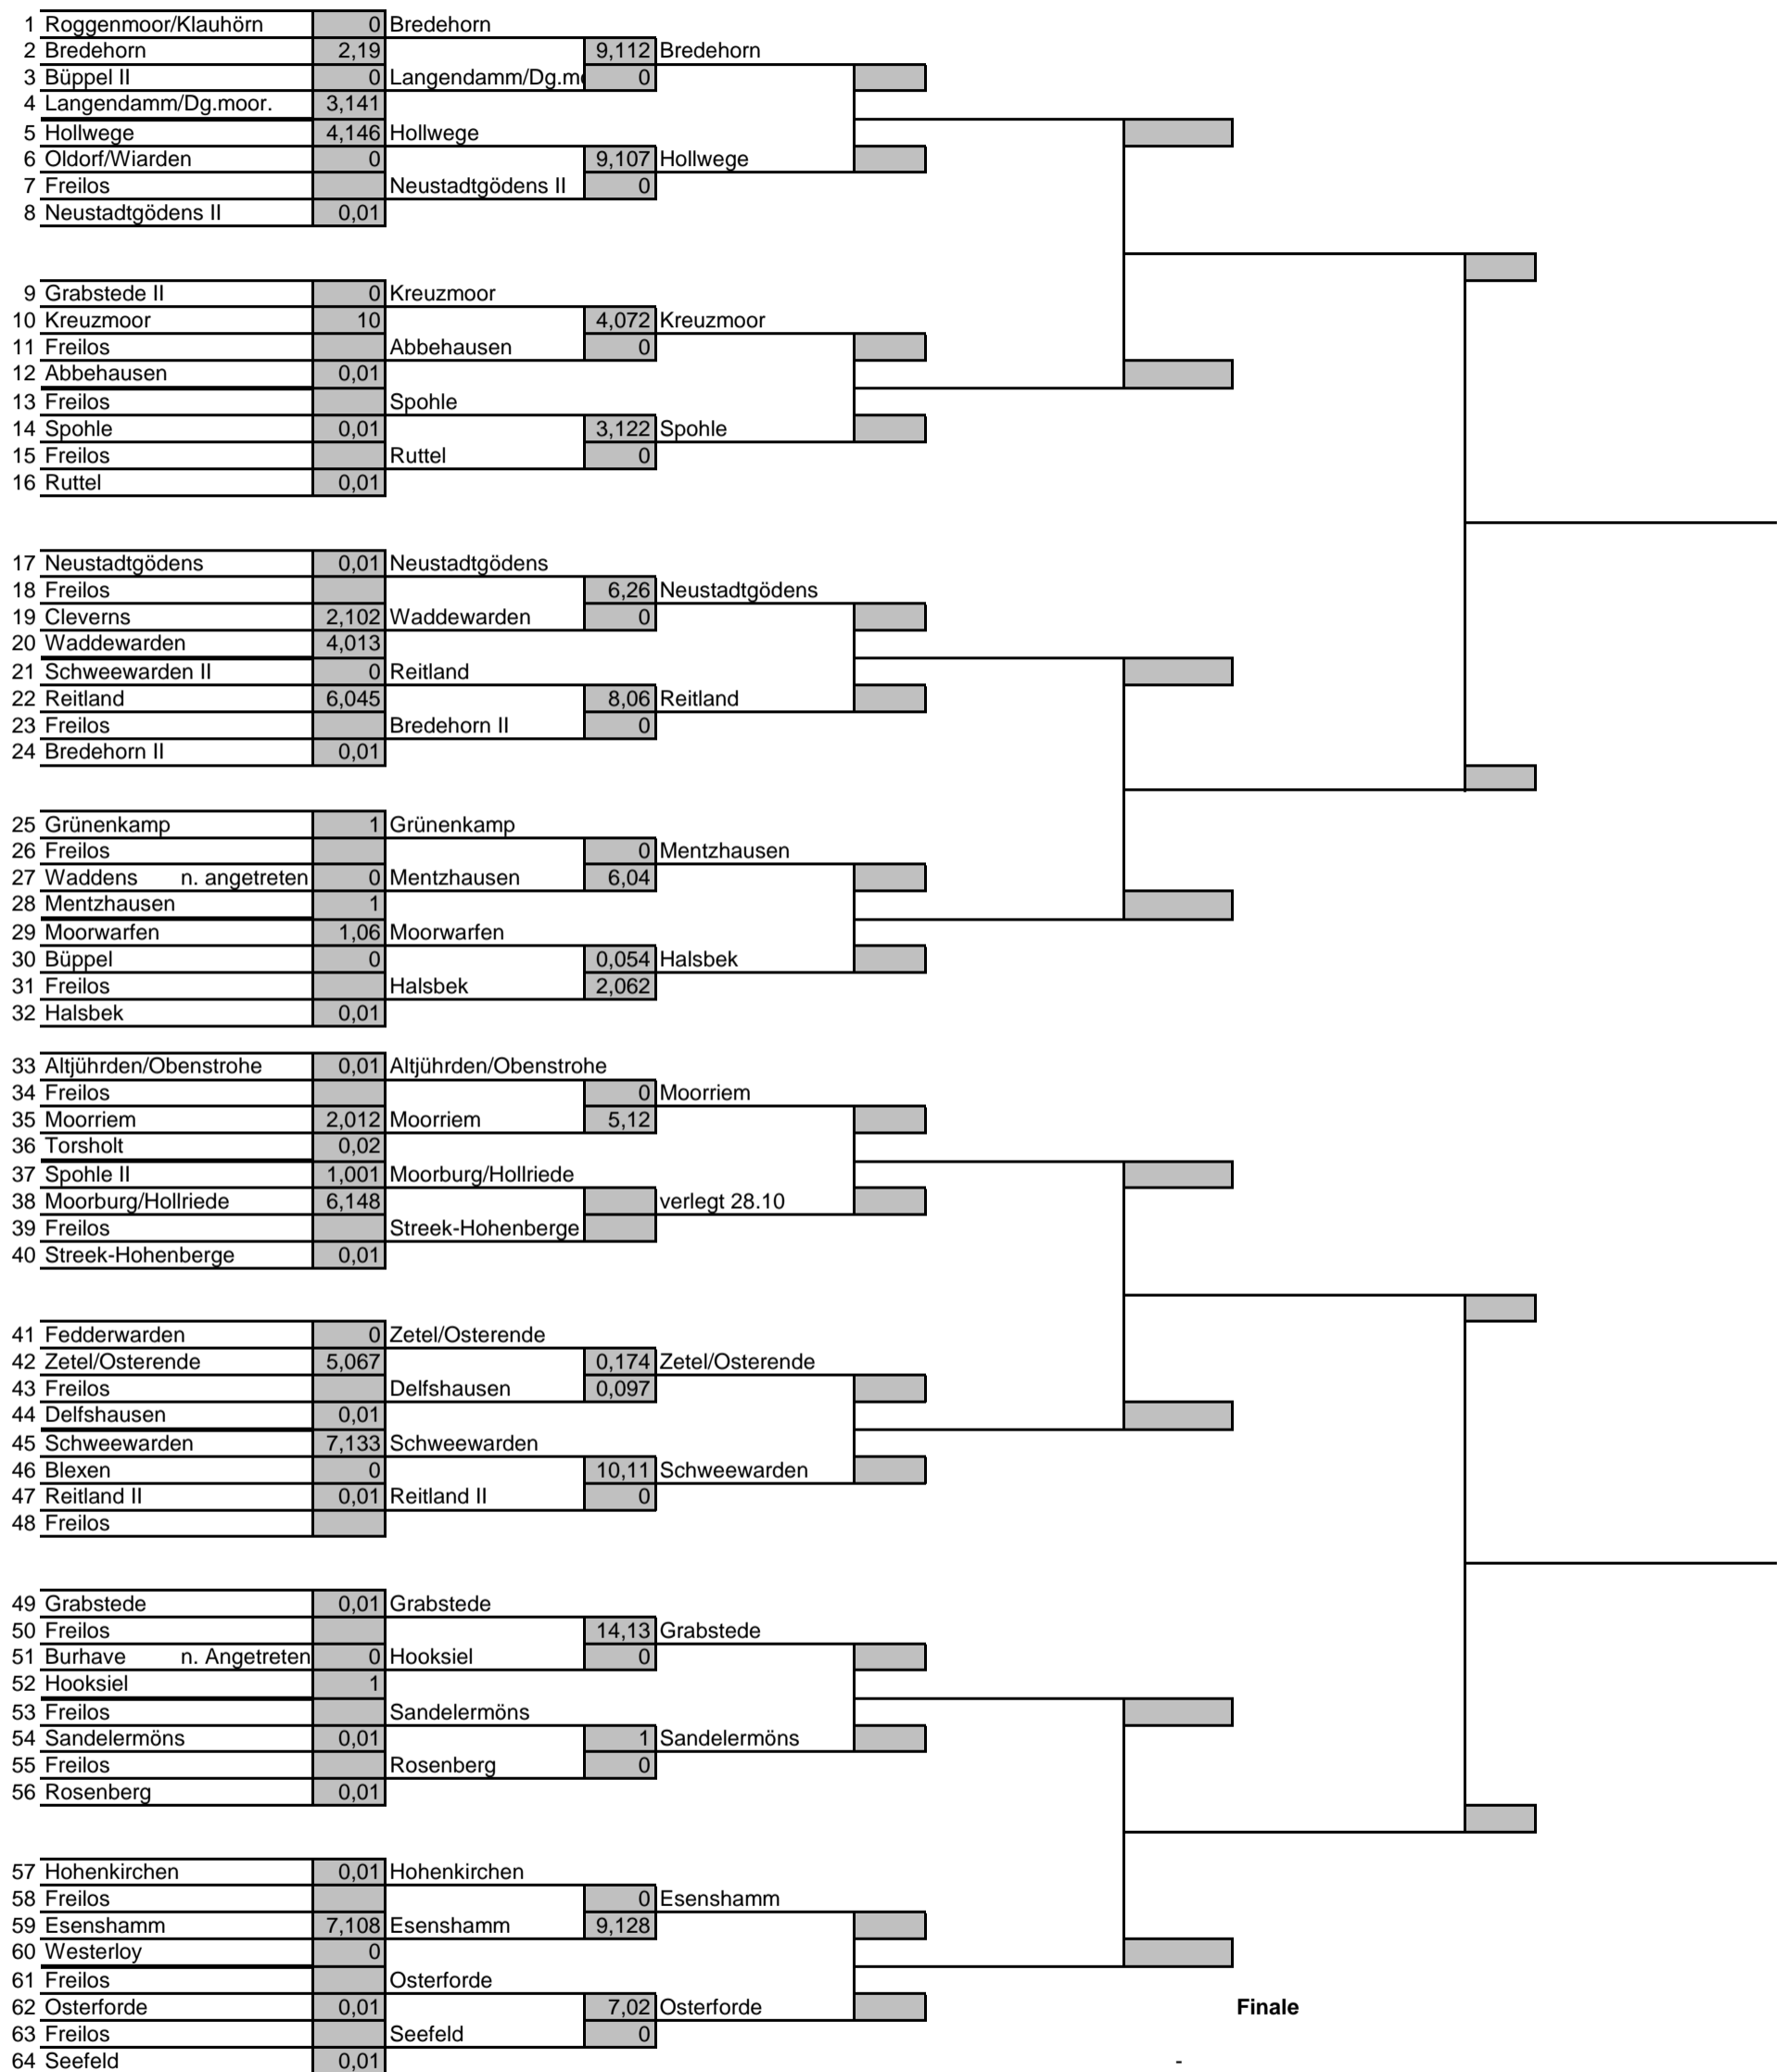 1 Roggenmoor/Klauhörn 0 Bredehorn
2 Bredehorn 2,19 9,112 Bredehorn
3 Büppel II 0 Langendamm/Dg.m 0
4 Langendamm/Dg.moor. 3,141
5 Hollwege 4,146 Hollwege
6 Oldorf/Wiarden 0 9,107 Hollwege
7 Freilos Neustadtgödens II 0
8 Neustadtgödens II 0,01
9 Grabstede II 0 Kreuzmoor
10 Kreuzmoor 10 4,072 Kreuzmoor
11 Freilos Abbehausen 0
12 Abbehausen 0,01
13 Freilos Spohle
14 Spohle 0,01 3,122 Spohle
15 Freilos Ruttel 0
16 Ruttel 0,01
17 Neustadtgödens 0,01 Neustadtgödens
18 Freilos 6,26 Neustadtgödens
19 Cleverns 2,102 Waddewarden 0
20 Waddewarden 4,013
21 Schweewarden II 0 Reitland
22 Reitland 6,045 8,06 Reitland
23 Freilos Bredehorn II 0
24 Bredehorn II 0,01
25 Grünenkamp 1 Grünenkamp
26 Freilos 0 Mentzhausen
27 Waddens n. angetreten 0 Mentzhausen 6,04
28 Mentzhausen 1
29 Moorwarfen 1,06 Moorwarfen
30 Büppel 0 0,054 Halsbek
31 Freilos Halsbek 2,062
32 Halsbek 0,01
33 Altjührden/Obenstrohe 0,01 Altjührden/Obenstrohe
34 Freilos 0 Moorriem
35 Moorriem 2,012 Moorriem 5,12
36 Torsholt 0,02
37 Spohle II 1,001 Moorburg/Hollriede
38 Moorburg/Hollriede 6,148 verlegt 28.10
39 Freilos Streek-Hohenberge
40 Streek-Hohenberge 0,01
41 Fedderwarden 0 Zetel/Osterende
42 Zetel/Osterende 5,067 0,174 Zetel/Osterende
43 Freilos Delfshausen 0,097
44 Delfshausen 0,01
45 Schweewarden 7,133 Schweewarden
46 Blexen 0 10,11 Schweewarden
47 Reitland II 0,01 Reitland II 0
48 Freilos
49 Grabstede 0,01 Grabstede
50 Freilos 14,13 Grabstede
51 Burhave n. Angetreten 0 Hooksiel 0
52 Hooksiel 1
53 Freilos Sandelermöns
54 Sandelermöns 0,01 1 Sandelermöns
55 Freilos Rosenberg 0
56 Rosenberg 0,01
57 Hohenkirchen 0,01 Hohenkirchen
58 Freilos 0 Esenshamm
59 Esenshamm 7,108 Esenshamm 9,128
60 Westerloy 0
61 Freilos Osterforde
62 Osterforde 0,01 7,02 Osterforde Finale
63 Freilos Seefeld 0
64 Seefeld 0,01 -